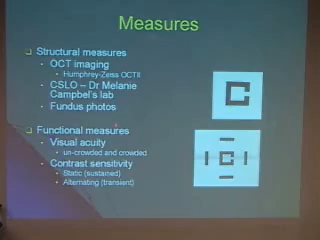 Measures
Structural measures
OCT imaging
Humphrey-Zeiss OCTII
CSLO – Dr Melanie
Campbel's lab
Fundus photos
Functional measures
Visual acuity
un-crowded and crowded
Contrast sensitivity
Static (sustained)
Alternating (transient)